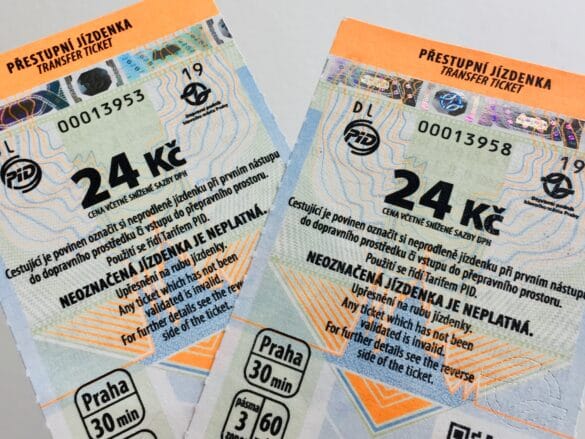 PŘESTUPNÍ JÍZDENKA
TRANSFER TICKET
DL
00013953
19
PID
24 Kč
CENA VČETNĚ SNÍŽENÉ SAZBY DPH
Cestující je povinen označit si neprodleně jízdenku při prvním nástupu
do dopravního prostředku či vstupu do přepravního prostoru.
Použití se řídí Tarifem PID.
NEOZNAČENÁ JÍZDENKA JE NEPLATNÁ.
Upřesnění na rubu jízdenky.
Any ticket which has not been
validated is invalid.
For further details see the reverse
side of the ticket.
Praha
30 min
pásma
60
PŘESTUPNÍ JÍZDENKA
TRANSFER TICKET
DL
00013958
19
PID
24 Kč
CENA VČETNĚ SNÍŽENÉ SAZBY DPH
Cestující je povinen označit si neprodleně jízdenku při prvním nástupu
do dopravního prostředku či vstupu do přepravního prostoru.
Použití se řídí Tarifem PID.
NEOZNAČENÁ JÍZDENKA JE NEPLATNÁ.
Upřesnění na rubu jízdenky.
Any ticket which has not been
validated is invalid.
For further details see the reverse
side of the ticket.
Praha
30 min
pásma
3
60